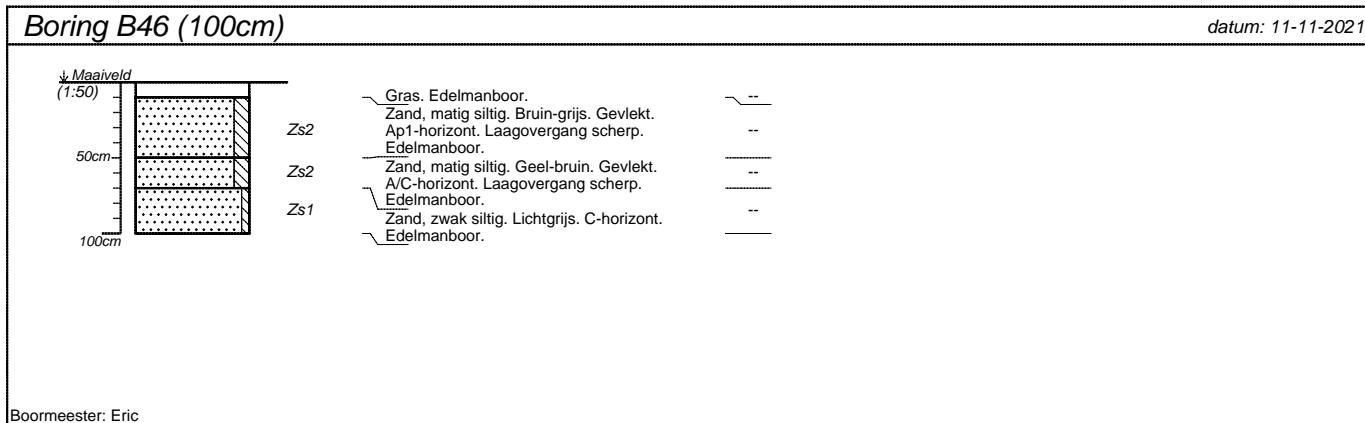 Boring B46 (100cm)
datum: 11-11-2021
Maaiveld
(1:50)
50cm
100cm
Zs2
Zs2
Zs1
Gras. Edelmanboor.
Zand, matig siltig. Bruin-grijs. Gevlekt.
Ap1-horizont. Laagovergang scherp.
Edelmanboor.
Zand, matig siltig. Geel-bruin. Gevlekt.
A/C-horizont. Laagovergang scherp.
Edelmanboor.
Zand, zwak siltig. Lichtgrijs. C-horizont.
Edelmanboor.
--
--
--
--
Boormeester: Eric